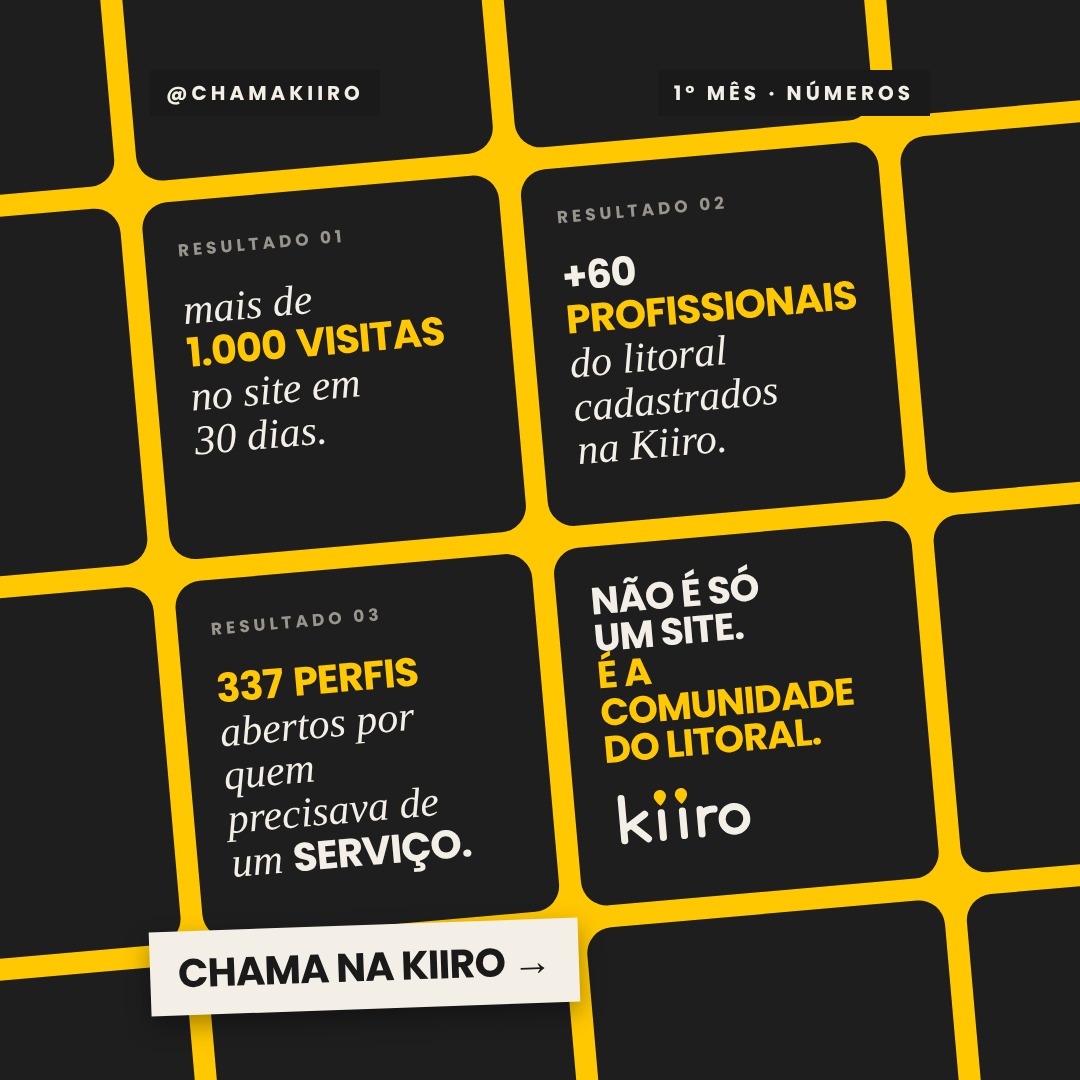 @CHAMAKIIRO
1º MÊS · NÚMEROS
RESULTADO 01
mais de
1.000 VISITAS
no site em
30 dias.
RESULTADO 02
+60
PROFISSIONAIS
do litoral
cadastrados
na Kiiro.
RESULTADO 03
337 PERFIS
abertos por
quem
precisava de
um SERVIÇO.
NÃO É SÓ
UM SITE.
É A
COMUNIDADE
DO LITORAL.
kiiro
CHAMA NA KIIRO →